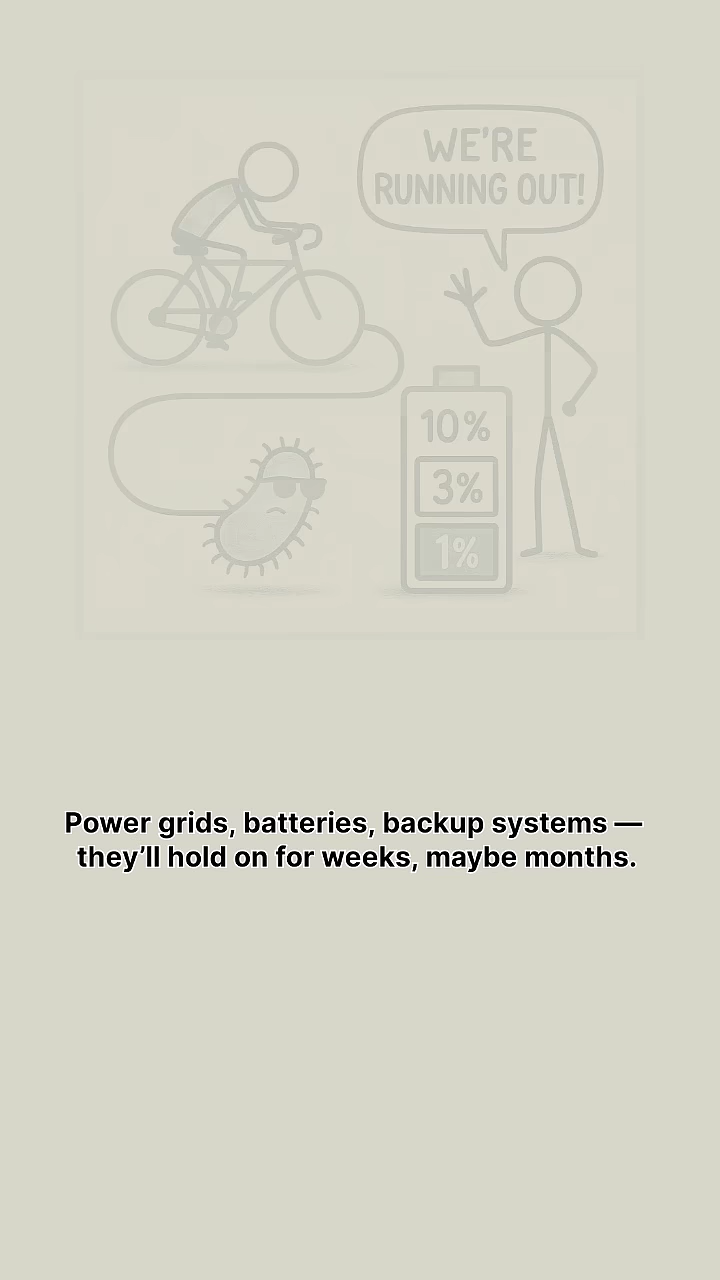 WE'RE
RUNNING OUT!
10%
3%
1%
Power grids, batteries, backup systems —
they’ll hold on for weeks, maybe months.